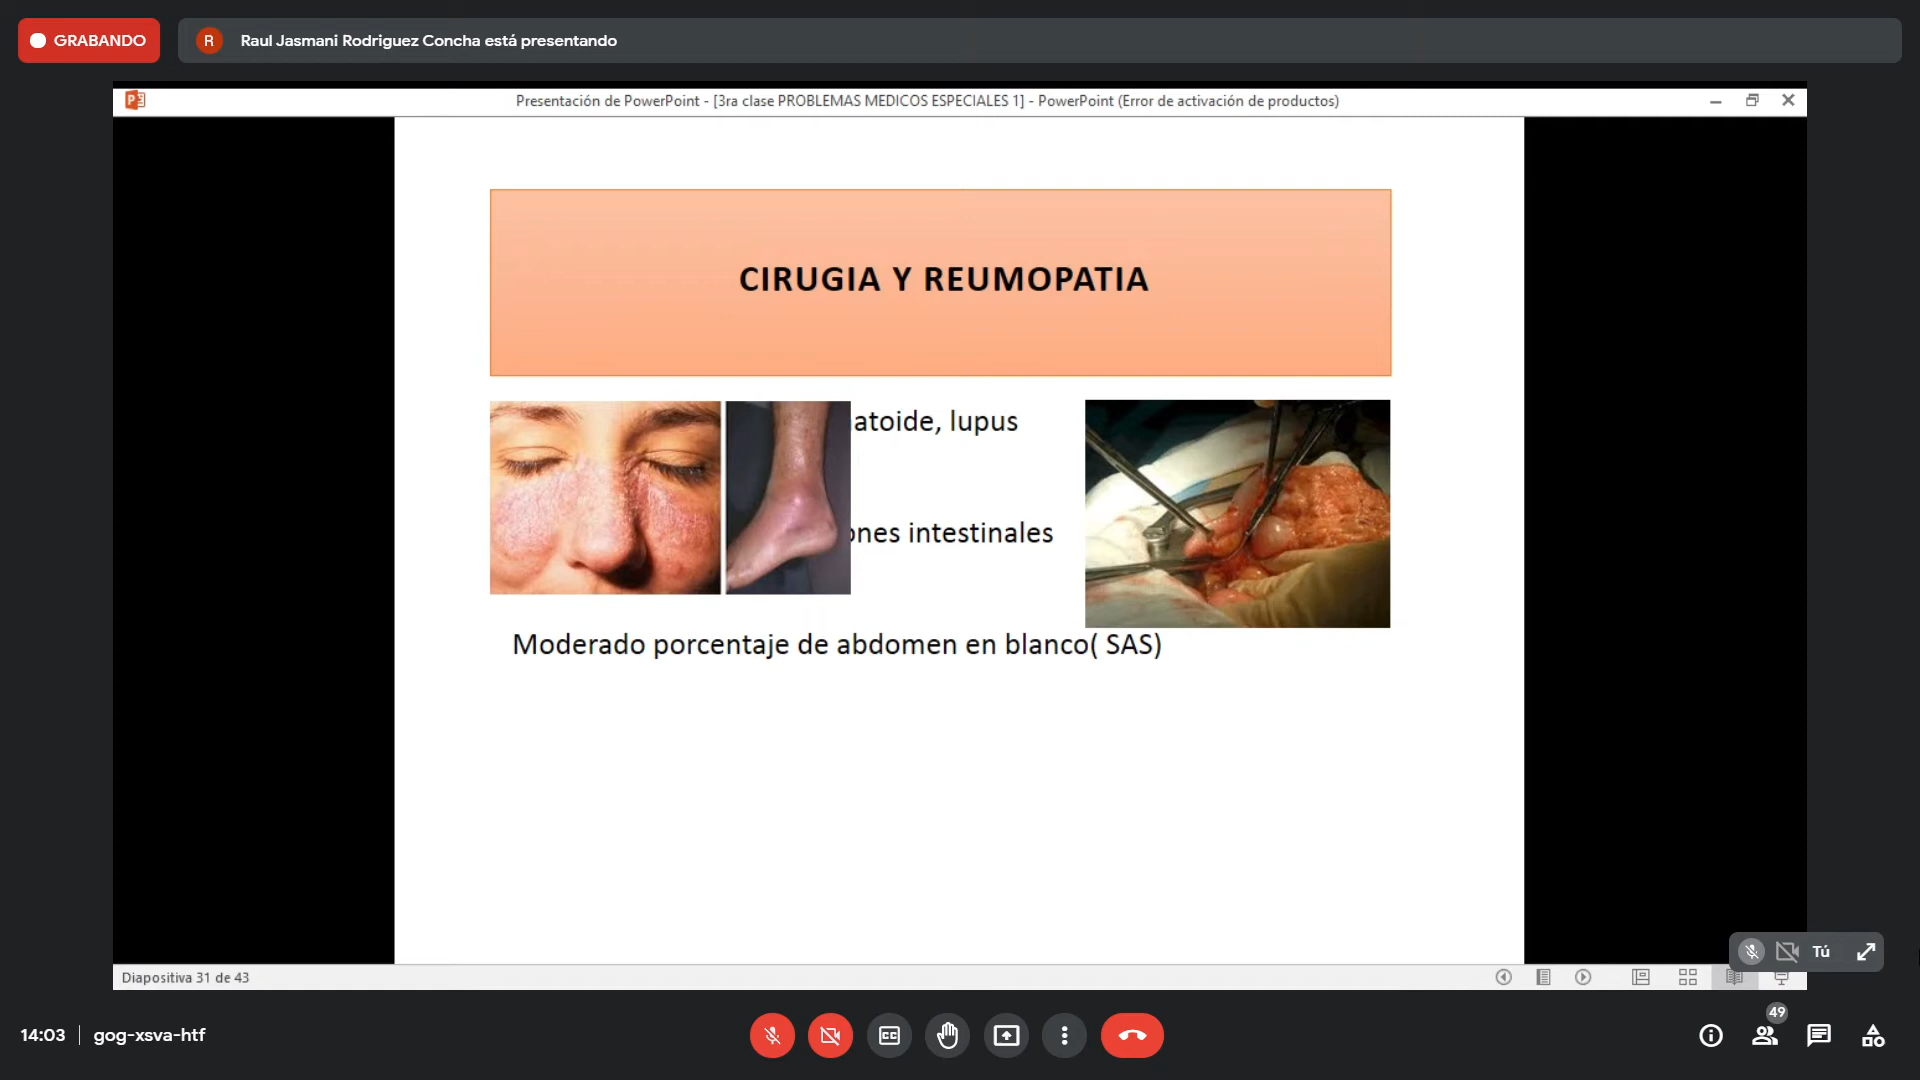 GRABANDO
R
Raul Jasmani Rodriguez Concha está presentando
Presentación de PowerPoint - [3ra clase PROBLEMAS MEDICOS ESPECIALES 1] - PowerPoint (Error de activación de productos)
CIRUGIA Y REUMOPATIA
atoide, lupus
ones intestinales
Moderado porcentaje de abdomen en blanco( SAS)
Tú
Diapositiva 31 de 43
14:03
gog-xsva-htf
CC
49